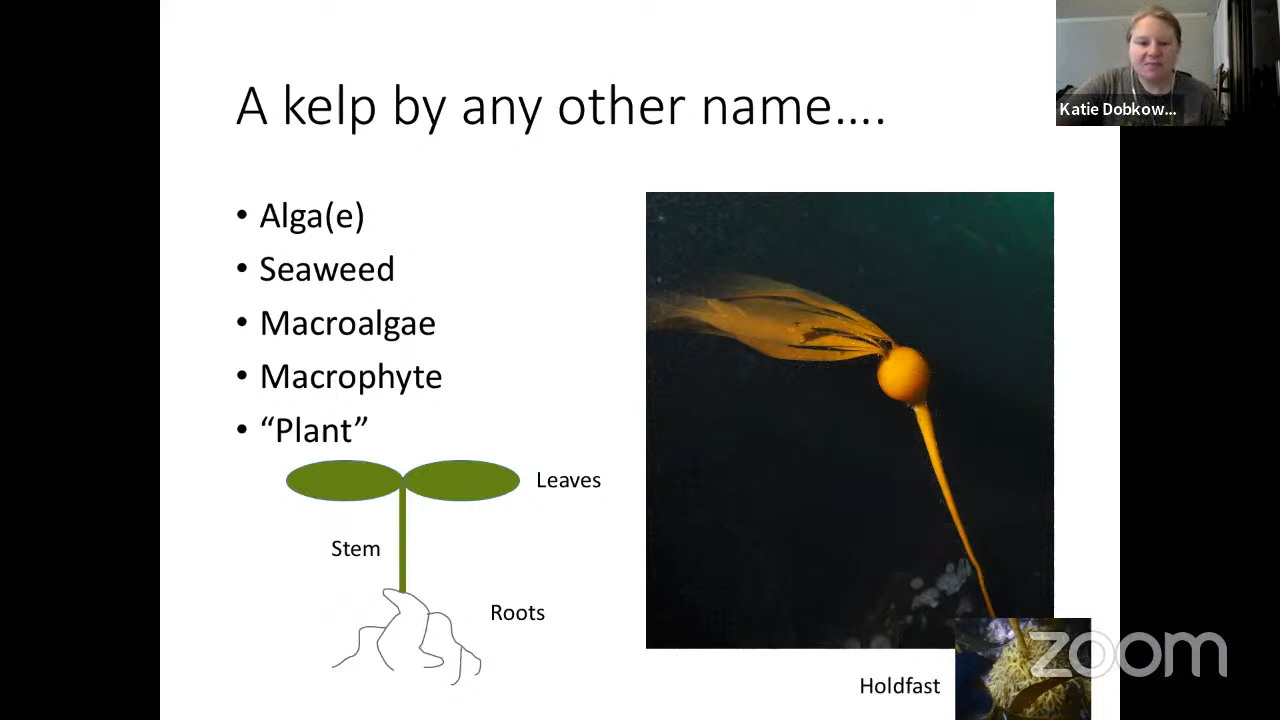 A kelp by any other name….
Katie Dobkow...
• Alga(e)
• Seaweed
• Macroalgae
• Macrophyte
• “Plant”
Leaves
Stem
Roots
Holdfast
zoom